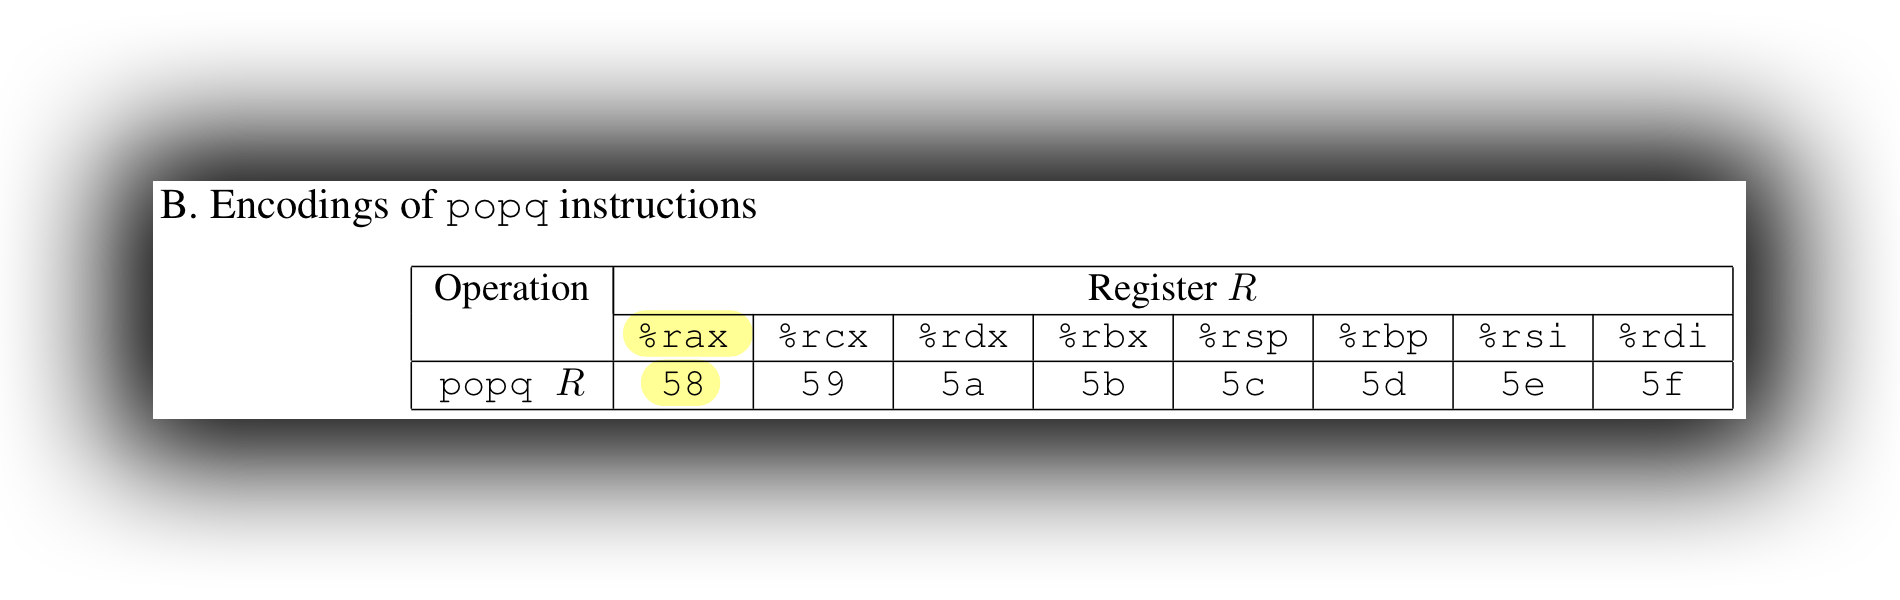 B. Encodings of popq instructions
Operation Register R
%rax %rcx %rdx %rbx %rsp %rbp %rsi %rdi
popq R 58 59 5a 5b 5c 5d 5e 5f